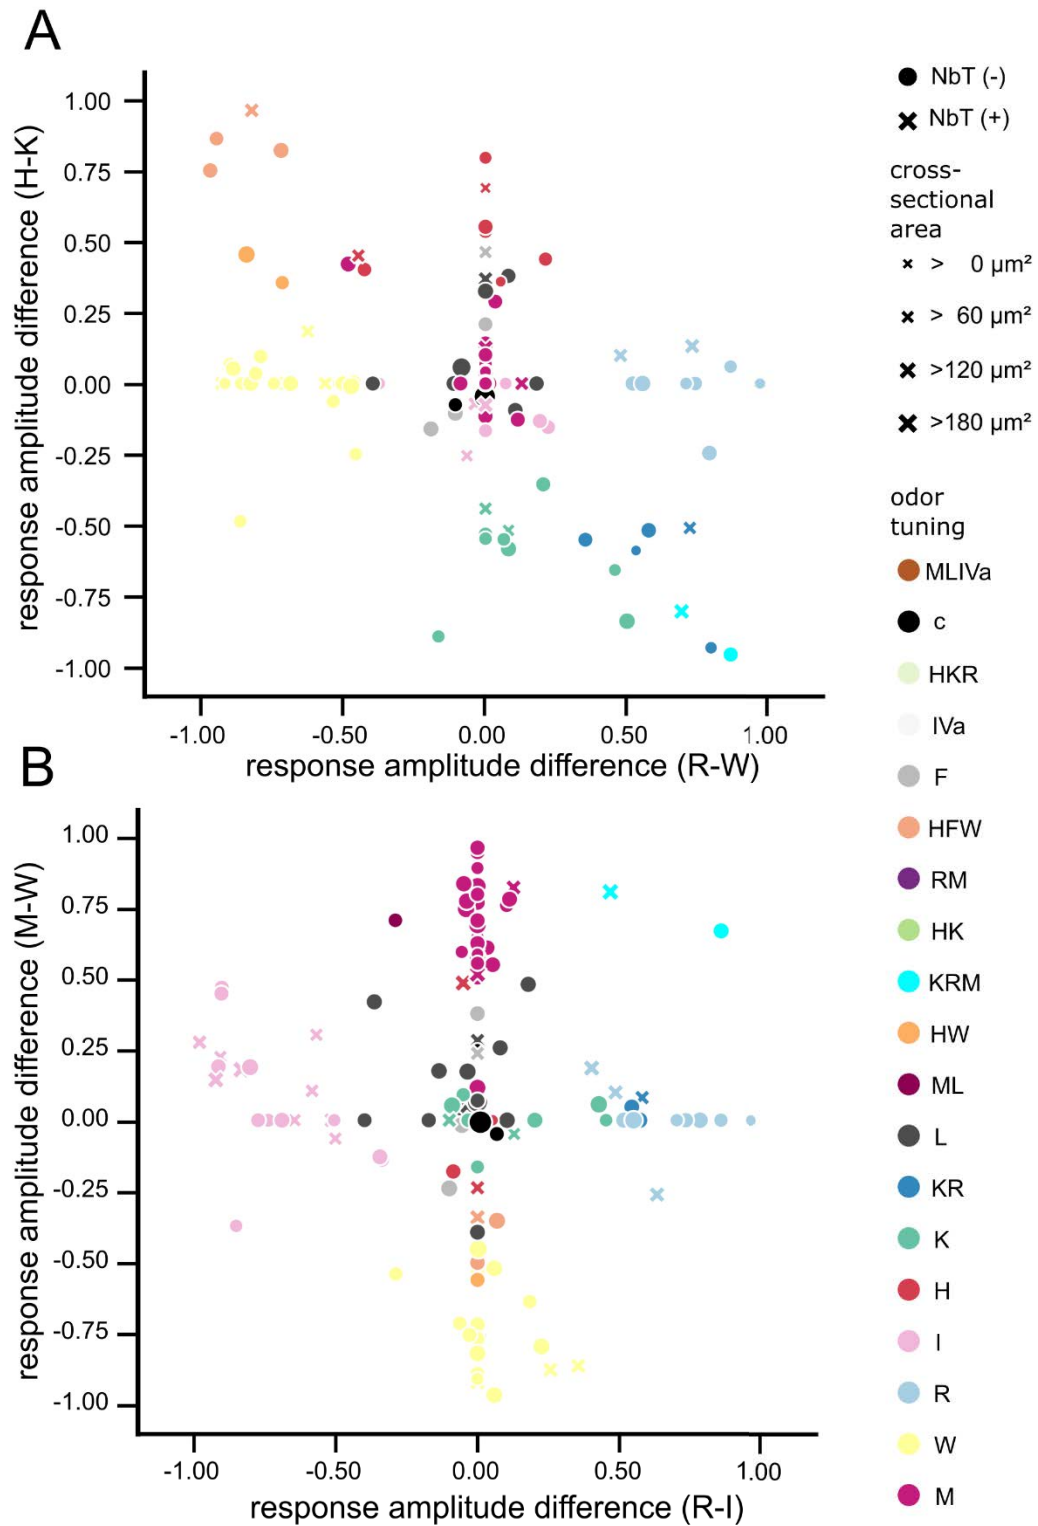 A
response amplitude difference (H-K)
1.00
0.75
0.50
0.25
0.00
-0.25
-0.50
-0.75
-1.00
-1.00 -0.50 0.00 0.50 1.00
response amplitude difference (R-W)
B
response amplitude difference (M-W)
1.00
0.75
0.50
0.25
0.00
-0.25
-0.50
-0.75
-1.00
-1.00 -0.50 0.00 0.50 1.00
response amplitude difference (R-I)
NbT (-)
NbT (+)
cross-
sectional
area
> 0 µm²
> 60 µm²
>120 µm²
>180 µm²
odor
tuning
MLIVa
c
HKR
IVa
F
HFW
RM
HK
KRM
HW
ML
L
KR
K
H
I
R
W
M